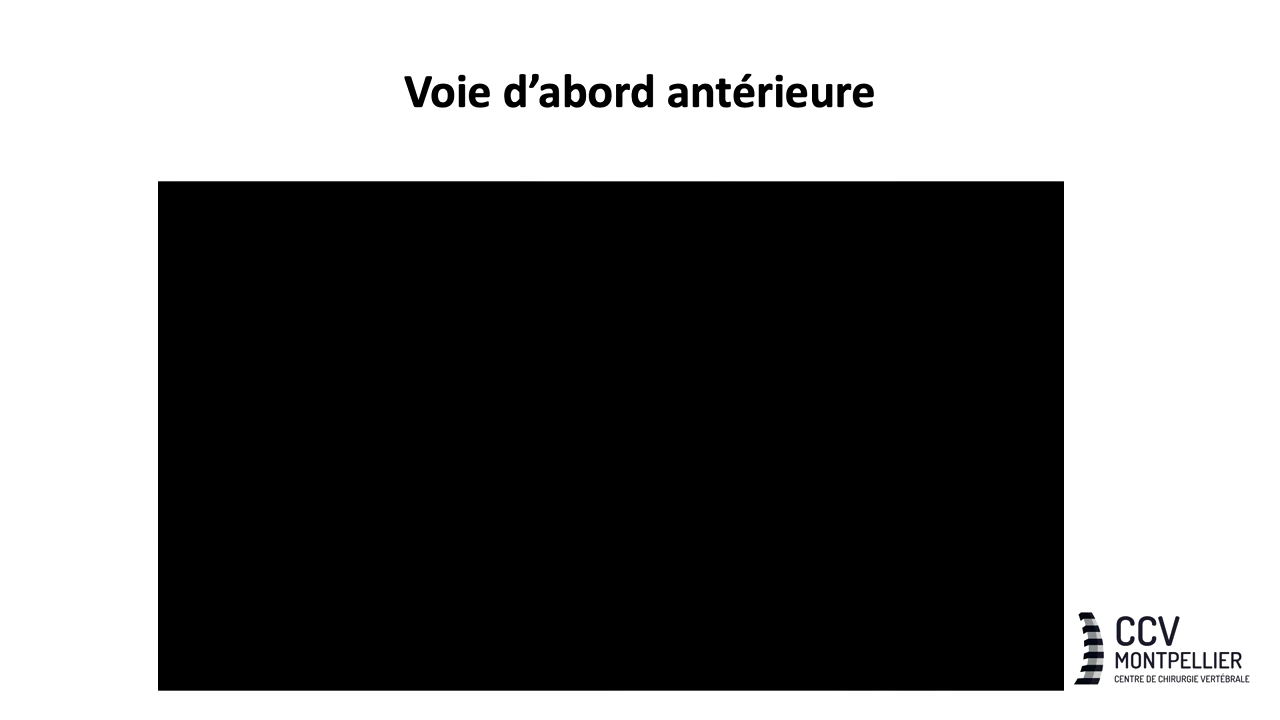 Voie d’abord antérieure
CCV
MONTPELLIER
CENTRE DE CHIRURGIE VERTÉBRALE